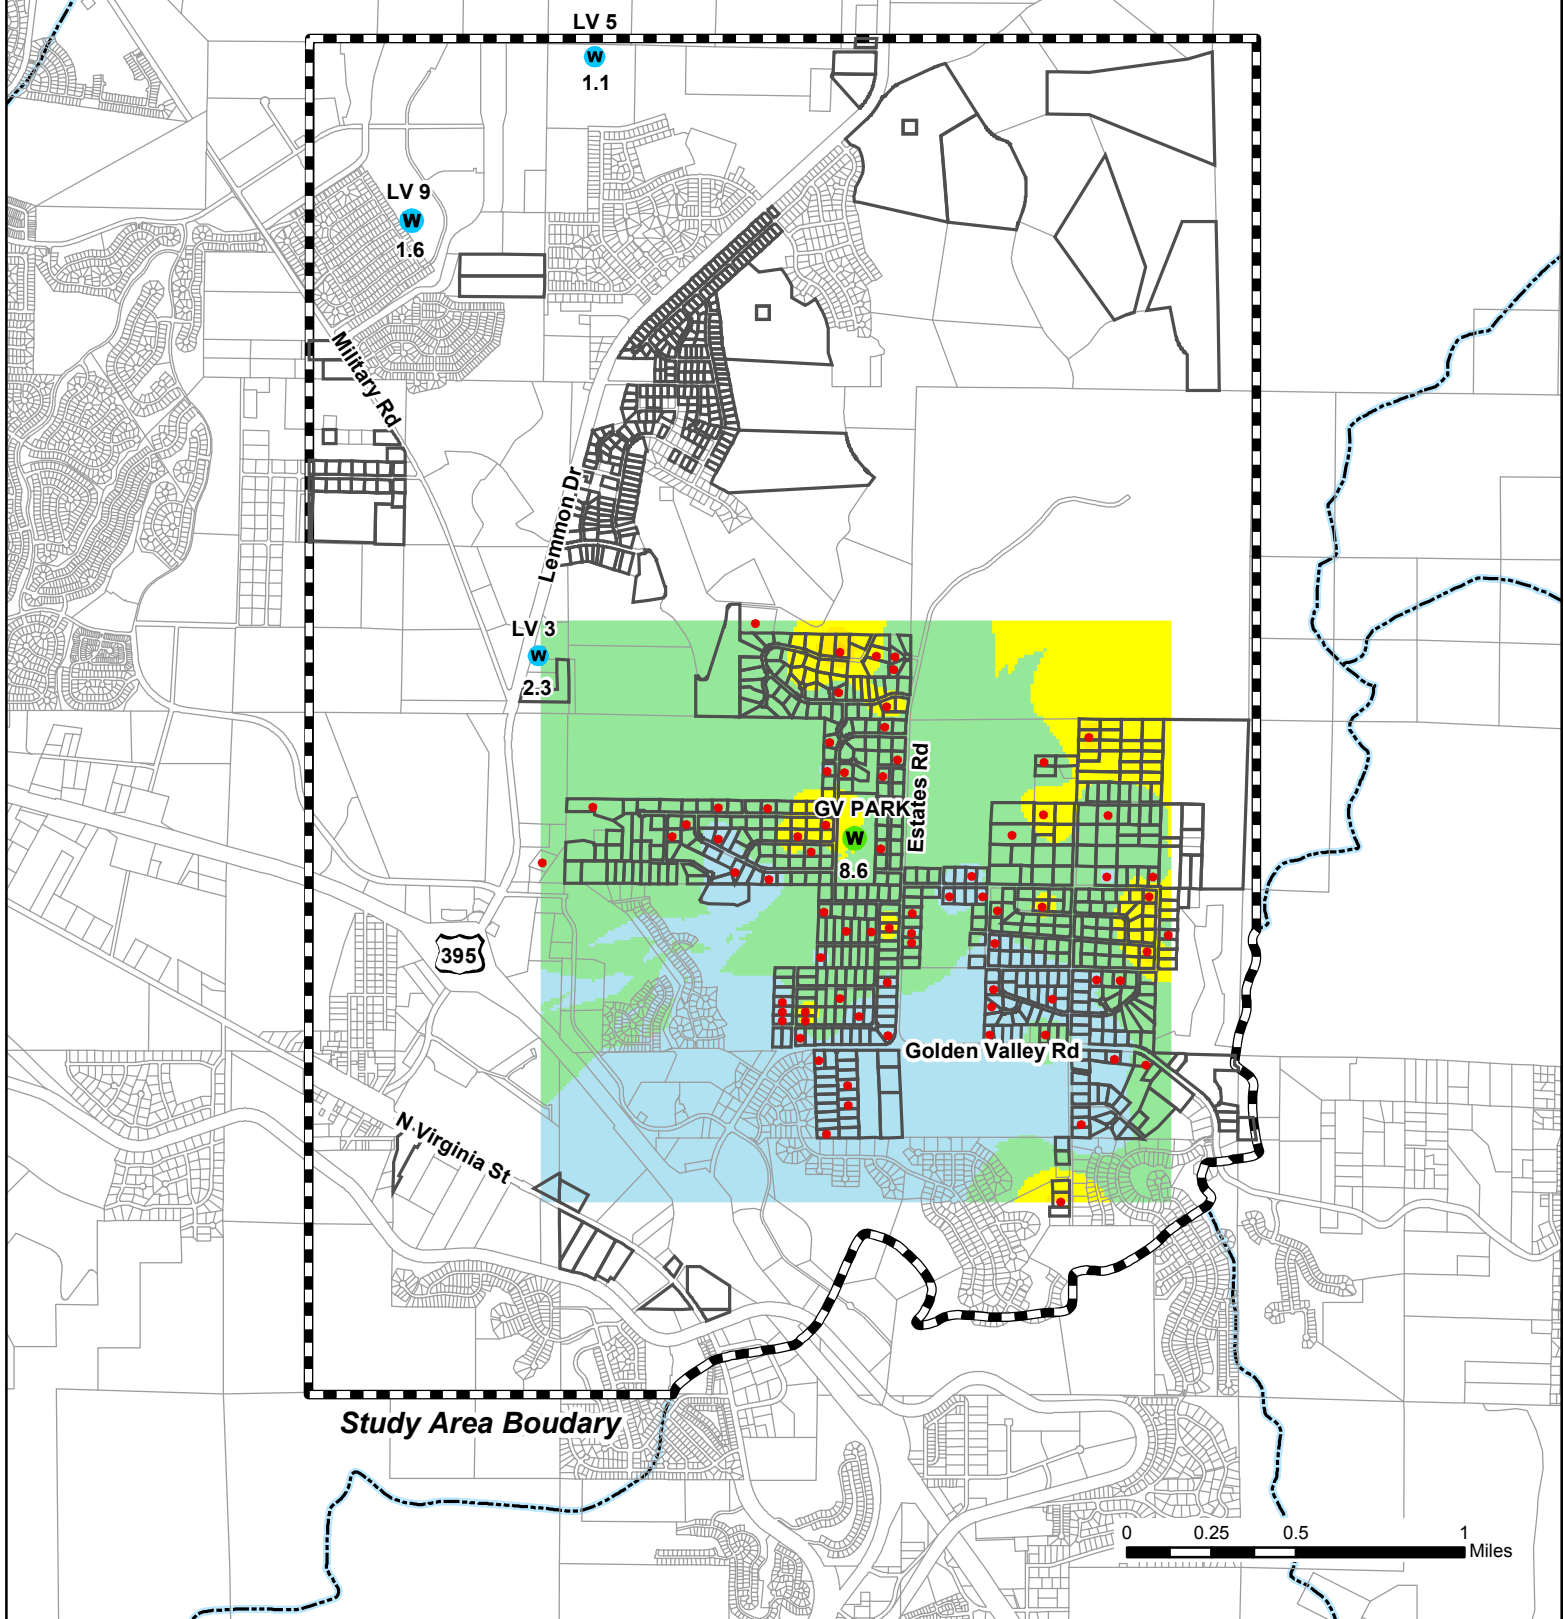 LV 5
W
1.1
LV 9
W
1.6
Military Rd
Lemmon Dr
LV 3
W
2.3
Estates Rd
GV PARK
W
8.6
395
Golden Valley Rd
N Virginia St
Study Area Boudary
0 0.25 0.5 1
Miles